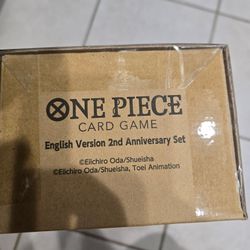 ONE PIECE
CARD GAME
English Version 2nd Anniversary Set
©Eiichiro Oda/Shueisha
©Eiichiro Oda/Shueisha, Toei Animation